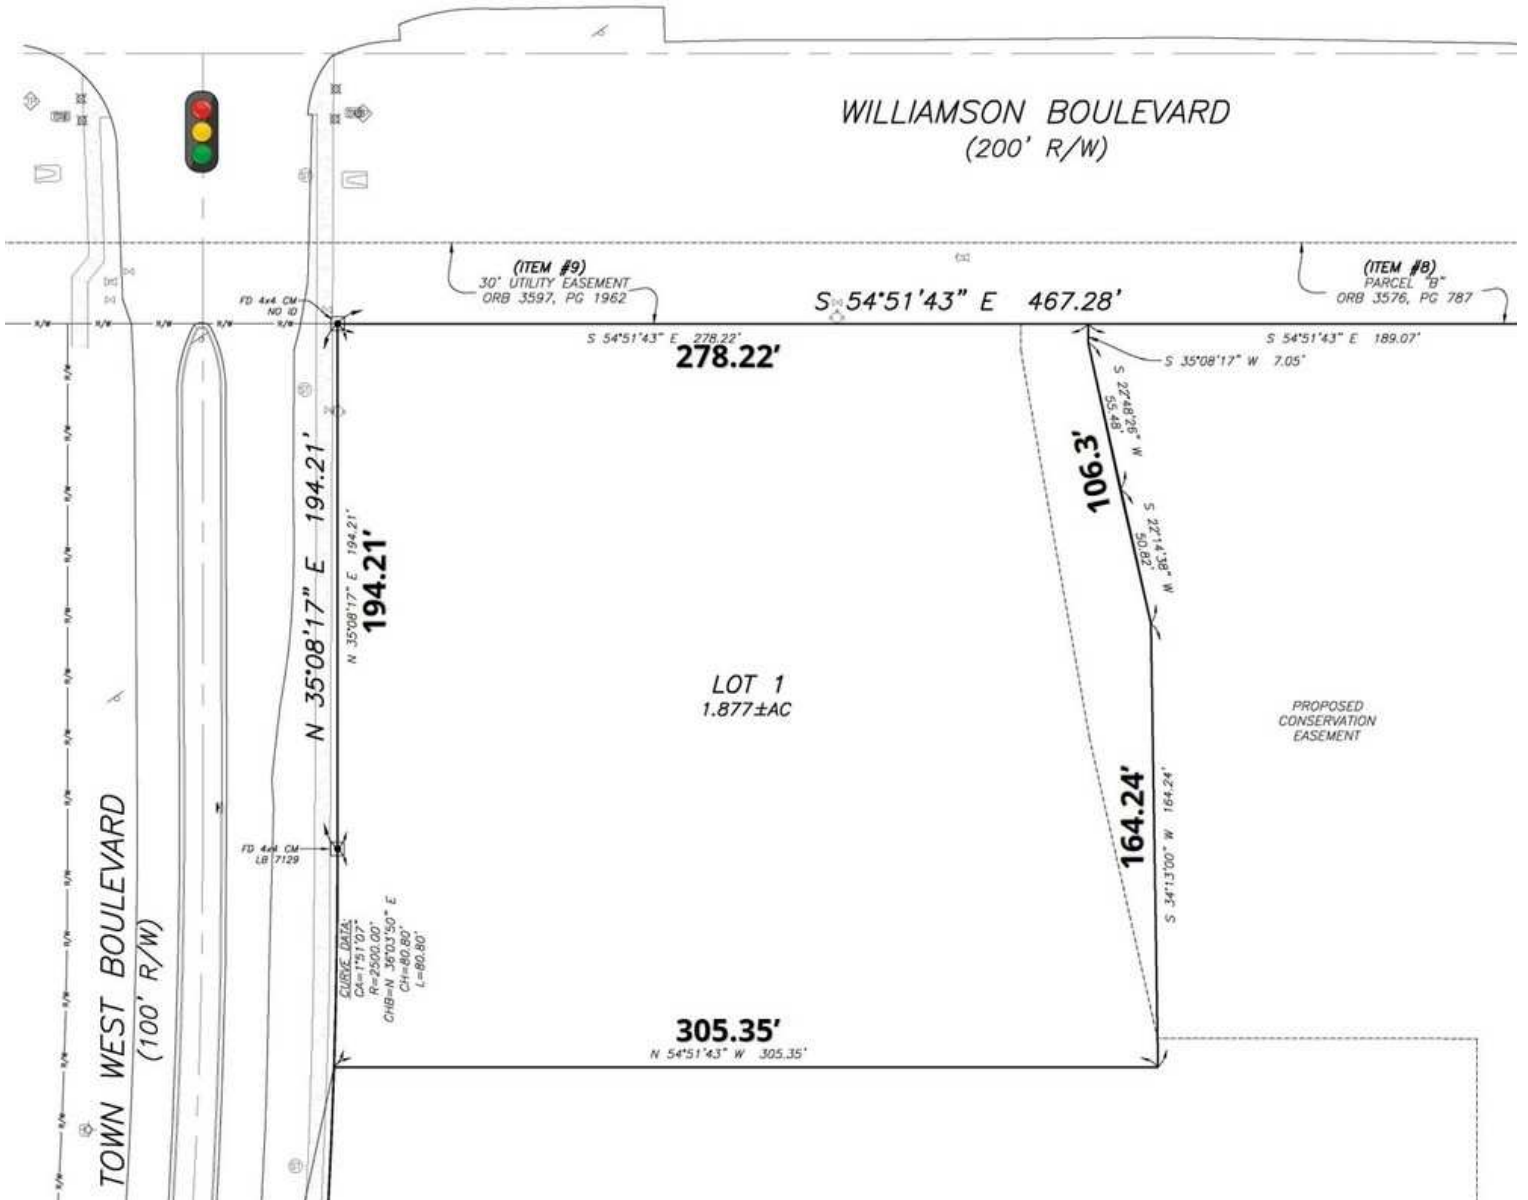 WILLIAMSON BOULEVARD
(200' R/W)
(ITEM #9)
30' UTILITY EASEMENT
ORB 3597, PG 1962
(ITEM #8)
PARCEL "B"
ORB 3576, PG 787
FD 4x4 CM
NO ID
S 54°51'43" E 467.28'
R/W R/W R/W R/W
S 54°51'43" E 278.22'
278.22'
S 54°51'43" E 189.07'
S 35°08'17" W 7.05'
S 22°48'26" W
55.48'
106.3'
S 22°14'38" W
50.82'
N 35°08'17" E 194.21'
N 35°08'17" E 194.21'
194.21'
LOT 1
1.877±AC
PROPOSED
CONSERVATION
EASEMENT
164.24'
S 34°13'00" W 164.24'
FD 4x4 CM
LB 7129
CURVE DATA:
CA=1°51'07"
R=2500.00'
CHB=N 36°03'50" E
CH=80.80'
L=80.80'
TOWN WEST BOULEVARD
(100' R/W)
305.35'
N 54°51'43" W 305.35'
R/W
R/W
R/W
R/W
R/W
R/W
R/W
R/W
R/W
R/W
R/W
R/W
R/W
R/W